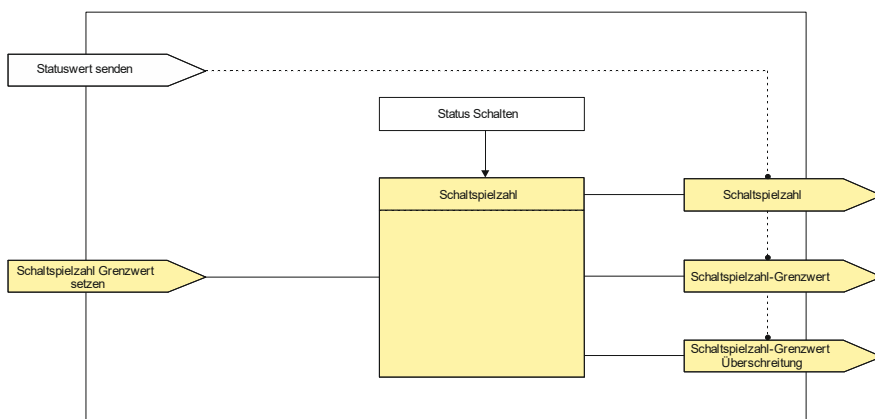 Statuswert senden
Status Schalten
Schaltspielzahl
Schaltspielzahl
Schaltspielzahl Grenzwert
setzen
Schaltspielzahl-Grenzwert
Schaltspielzahl-Grenzwert
Überschreitung